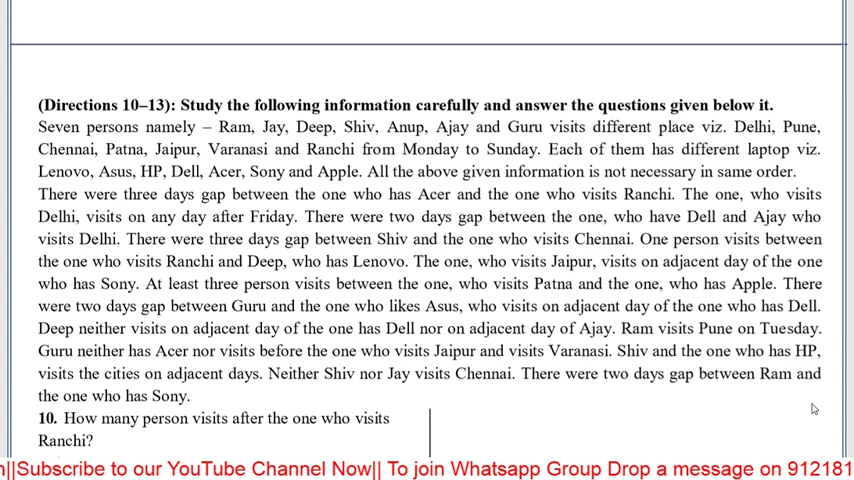 (Directions 10–13): Study the following information carefully and answer the questions given below it.
Seven persons namely – Ram, Jay, Deep, Shiv, Anup, Ajay and Guru visits different place viz. Delhi, Pune,
Chennai, Patna, Jaipur, Varanasi and Ranchi from Monday to Sunday. Each of them has different laptop viz.
Lenovo, Asus, HP, Dell, Acer, Sony and Apple. All the above given information is not necessary in same order.
There were three days gap between the one who has Acer and the one who visits Ranchi. The one, who visits
Delhi, visits on any day after Friday. There were two days gap between the one, who have Dell and Ajay who
visits Delhi. There were three days gap between Shiv and the one who visits Chennai. One person visits between
the one who visits Ranchi and Deep, who has Lenovo. The one, who visits Jaipur, visits on adjacent day of the one
who has Sony. At least three person visits between the one, who visits Patna and the one, who has Apple. There
were two days gap between Guru and the one who likes Asus, who visits on adjacent day of the one who has Dell.
Deep neither visits on adjacent day of the one has Dell nor on adjacent day of Ajay. Ram visits Pune on Tuesday.
Guru neither has Acer nor visits before the one who visits Jaipur and visits Varanasi. Shiv and the one who has HP,
visits the cities on adjacent days. Neither Shiv nor Jay visits Chennai. There were two days gap between Ram and
the one who has Sony.
10. How many person visits after the one who visits
Ranchi?
||Subscribe to our YouTube Channel Now|| To join Whatsapp Group Drop a message on 912181